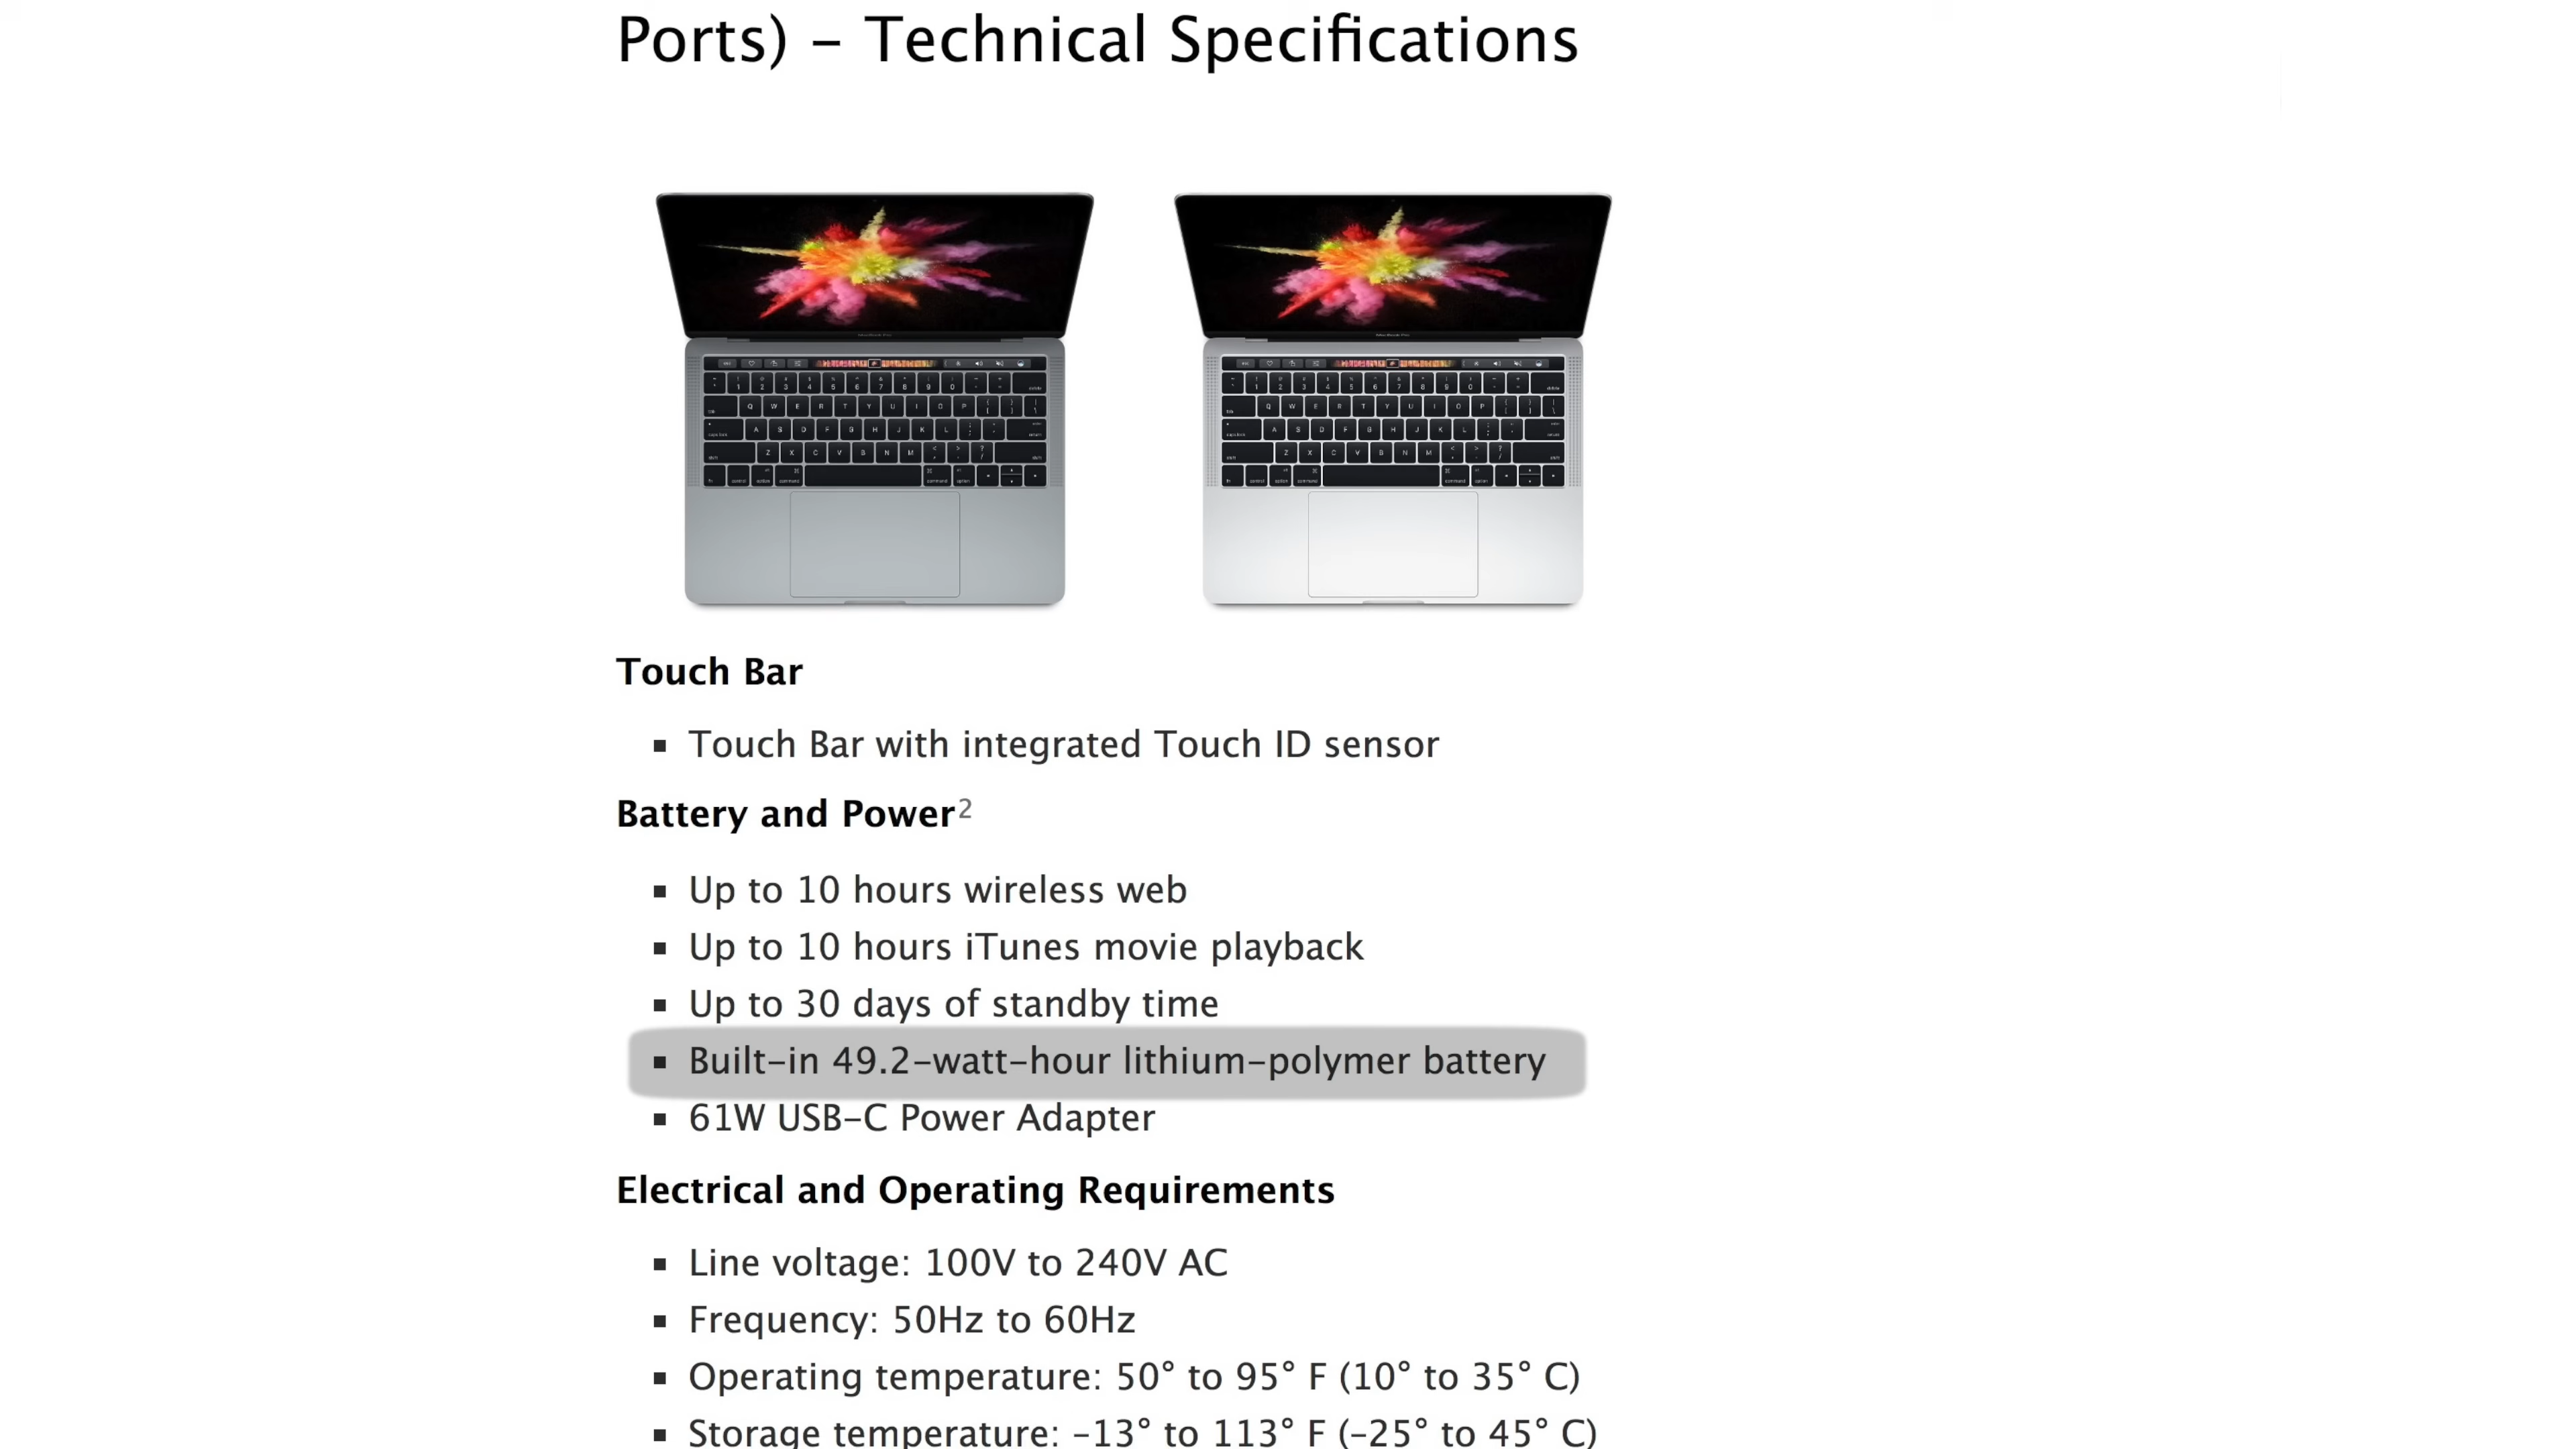 Ports) – Technical Specifications
Touch Bar
▪ Touch Bar with integrated Touch ID sensor
Battery and Power2
▪ Up to 10 hours wireless web
▪ Up to 10 hours iTunes movie playback
▪ Up to 30 days of standby time
▪ Built-in 49.2-watt-hour lithium-polymer battery
▪ 61W USB-C Power Adapter
Electrical and Operating Requirements
▪ Line voltage: 100V to 240V AC
▪ Frequency: 50Hz to 60Hz
▪ Operating temperature: 50° to 95° F (10° to 35° C)
▪ Storage temperature: -13° to 113° F (-25° to 45° C)